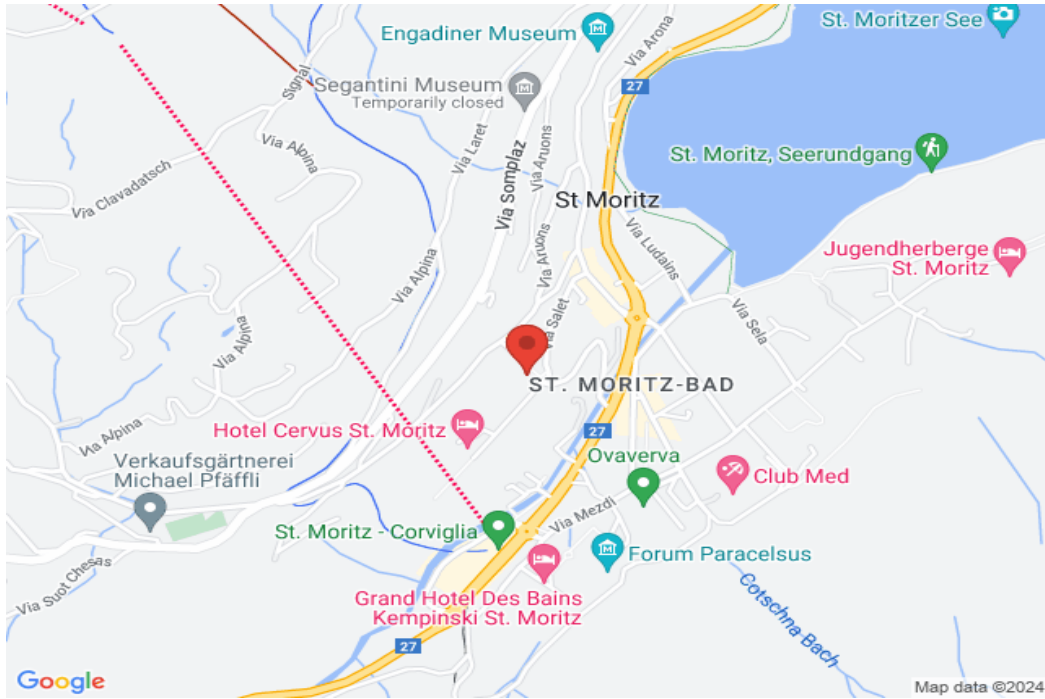 St. Moritzer See
Engadiner Museum
Via Arona
27
Segantini Museum
Temporarily closed
Signal
Via Alpina
Via Laret
Via Aruons
Via Somplaz
St. Moritz, Seerundgang
Via Clavadatsch
St Moritz
Via Ludains
Jugendherberge
St. Moritz
Via Alpina
Via Aruons
Via Salet
Via Sela
Via Alpina
ST. MORITZ-BAD
Via Alpina
Hotel Cervus St. Moritz
27
Verkaufsgärtnerei
Michael Pfäffli
Ovaverva
Club Med
Via Mezdi
St. Moritz - Corviglia
Forum Paracelsus
Via Suot Chesas
Grand Hotel Des Bains
Kempinski St. Moritz
Cotschna Bach
27
Google
Map data ©2024